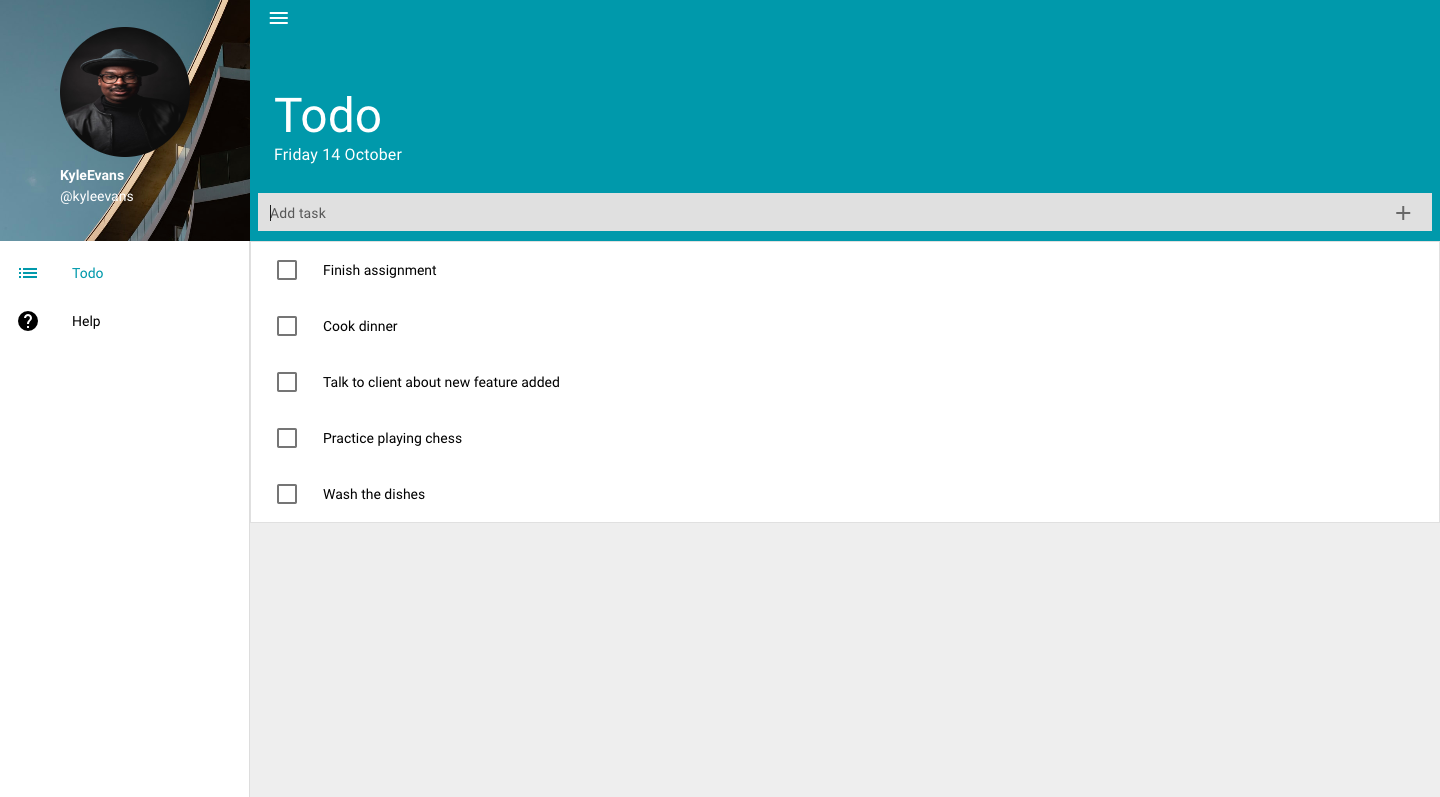 KyleEvans
@kyleevans
Todo
Help
Todo
Friday 14 October
Add task
Finish assignment
Cook dinner
Talk to client about new feature added
Practice playing chess
Wash the dishes